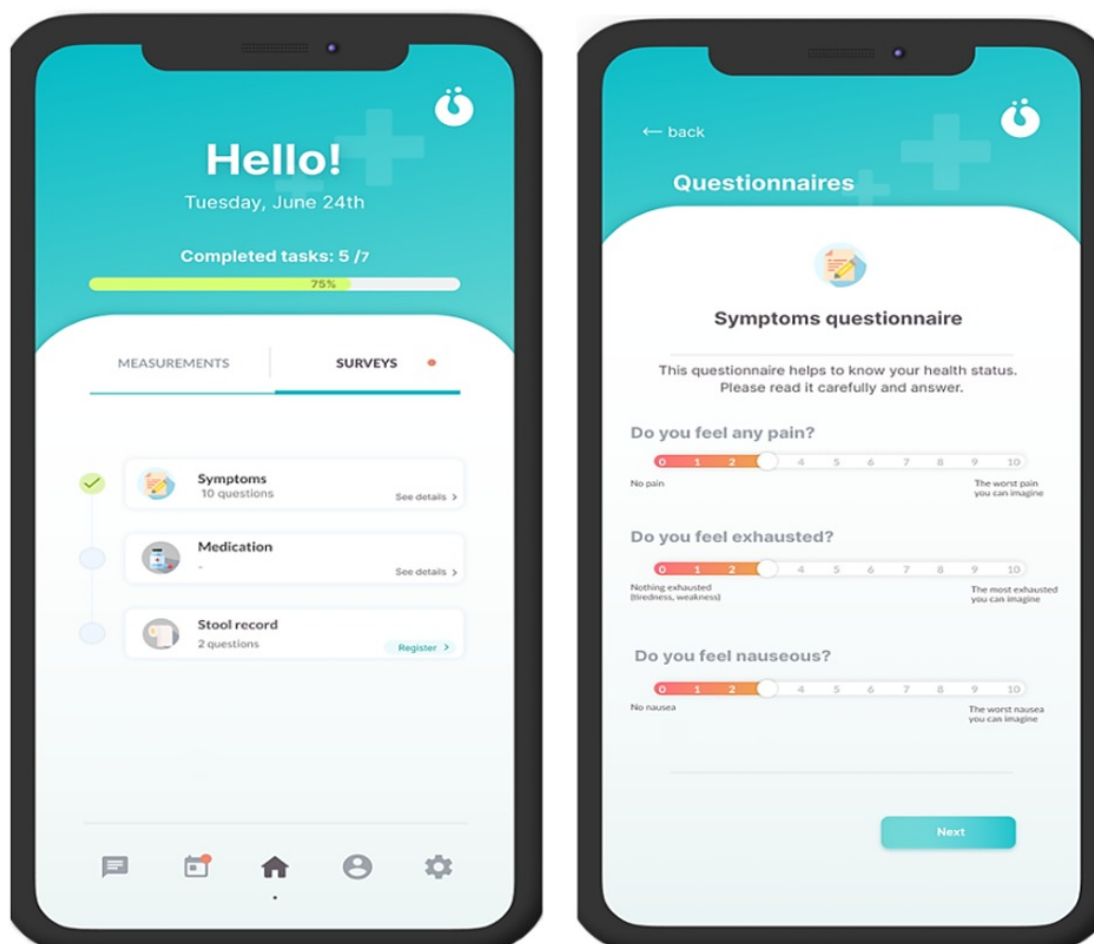 Hello!
Tuesday, June 24th
Completed tasks: 5 /7
75%
MEASUREMENTS
SURVEYS
Symptoms
10 questions
See details >
Medication
-
See details >
Stool record
2 questions
Register >
← back
Questionnaires
Symptoms questionnaire
This questionnaire helps to know your health status.
Please read it carefully and answer.
Do you feel any pain?
0 1 2 4 5 6 7 8 9 10
No pain
The worst pain
you can imagine
Do you feel exhausted?
0 1 2 4 5 6 7 8 9 10
Nothing exhausted
(tiredness, weakness)
The most exhausted
you can imagine
Do you feel nauseous?
0 1 2 4 5 6 7 8 9 10
No nausea
The worst nausea
you can imagine
Next